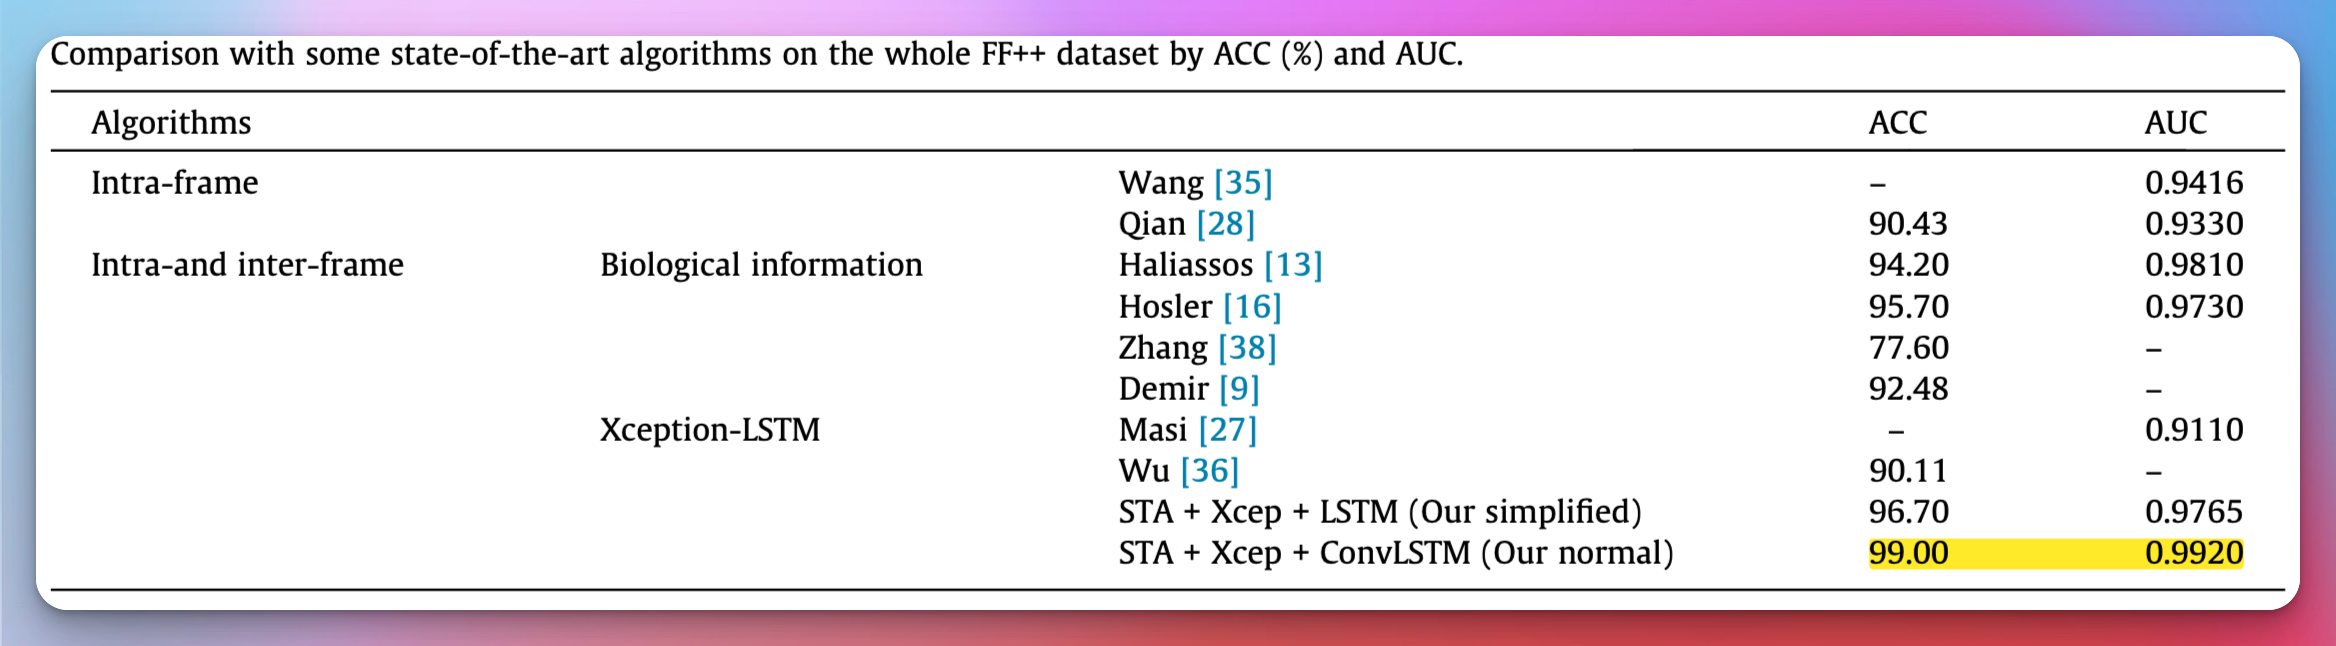 Comparison with some state-of-the-art algorithms on the whole FF++ dataset by ACC (%) and AUC.
Algorithms ACC AUC
Intra-frame Wang [35] – 0.9416
Qian [28] 90.43 0.9330
Intra-and inter-frame Biological information Haliassos [13] 94.20 0.9810
Hosler [16] 95.70 0.9730
Zhang [38] 77.60 –
Demir [9] 92.48 –
Xception-LSTM Masi [27] – 0.9110
Wu [36] 90.11 –
STA + Xcep + LSTM (Our simplified) 96.70 0.9765
STA + Xcep + ConvLSTM (Our normal) 99.00 0.9920